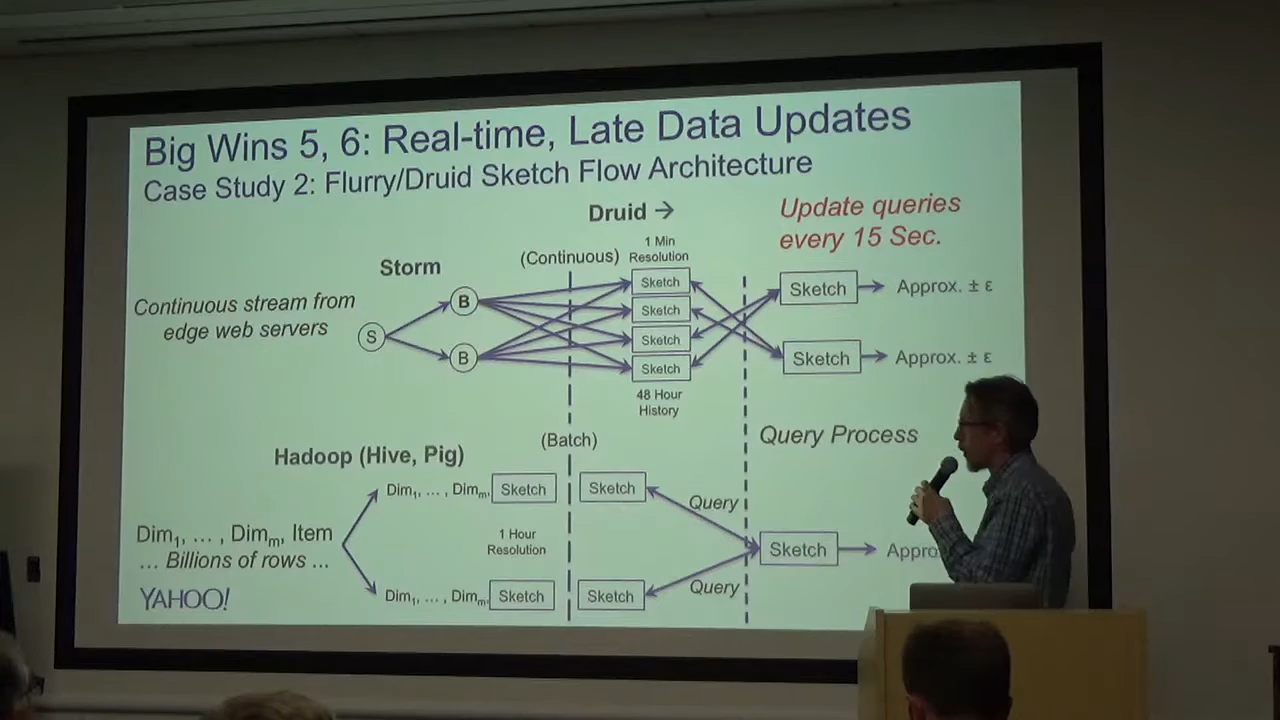 Big Wins 5, 6: Real-time, Late Data Updates
Case Study 2: Flurry/Druid Sketch Flow Architecture
Druid →
Update queries
every 15 Sec.
Storm
(Continuous)
1 Min
Resolution
Continuous stream from
edge web servers
S
B
B
Sketch
Sketch
Sketch
Sketch
48 Hour
History
Sketch
Approx. ± ε
Sketch
Approx. ± ε
(Batch)
Query Process
Hadoop (Hive, Pig)
Dim1, … , Dimm, Item
… Billions of rows …
Dim1, … , Dimm,
Sketch
Sketch
1 Hour
Resolution
Dim1, … , Dimm,
Sketch
Sketch
Query
Query
Sketch
YAHOO!